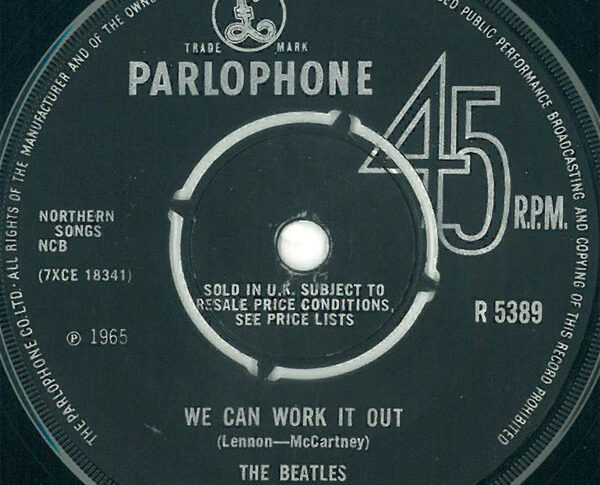 TRADE MARK
PARLOPHONE
45
R.P.M.
NORTHERN
SONGS
NCB
(7XCE 18341)
℗ 1965
SOLD IN U.K. SUBJECT TO
RESALE PRICE CONDITIONS,
SEE PRICE LISTS
R 5389
WE CAN WORK IT OUT
(Lennon—McCartney)
THE BEATLES
THE PARLOPHONE CO.LTD. ALL RIGHTS OF THE MANUFACTURER AND OF THE
PUBLIC PERFORMANCE BROADCASTING AND COPYING OF THIS RECORD PROHIBITED